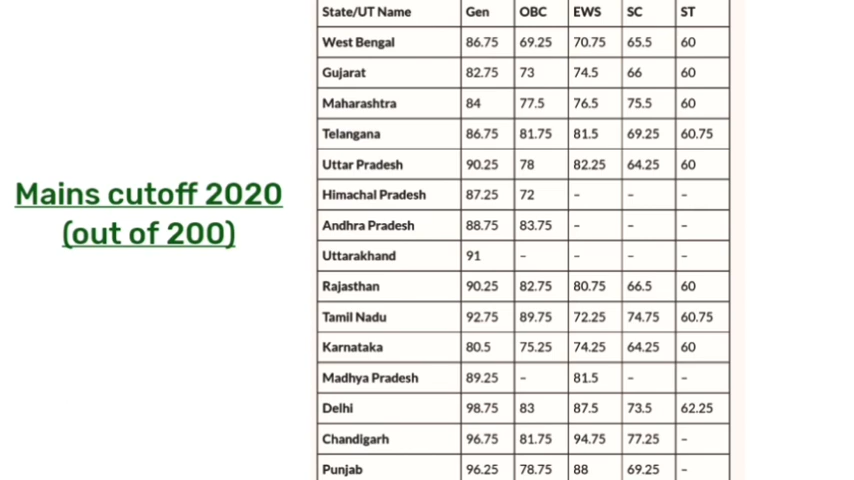 Mains cutoff 2020
(out of 200)
State/UT Name Gen OBC EWS SC ST
West Bengal 86.75 69.25 70.75 65.5 60
Gujarat 82.75 73 74.5 66 60
Maharashtra 84 77.5 76.5 75.5 60
Telangana 86.75 81.75 81.5 69.25 60.75
Uttar Pradesh 90.25 78 82.25 64.25 60
Himachal Pradesh 87.25 72 – – –
Andhra Pradesh 88.75 83.75 – – –
Uttarakhand 91 – – – –
Rajasthan 90.25 82.75 80.75 66.5 60
Tamil Nadu 92.75 89.75 72.25 74.75 60.75
Karnataka 80.5 75.25 74.25 64.25 60
Madhya Pradesh 89.25 – 81.5 – –
Delhi 98.75 83 87.5 73.5 62.25
Chandigarh 96.75 81.75 94.75 77.25 –
Punjab 96.25 78.75 88 69.25 –